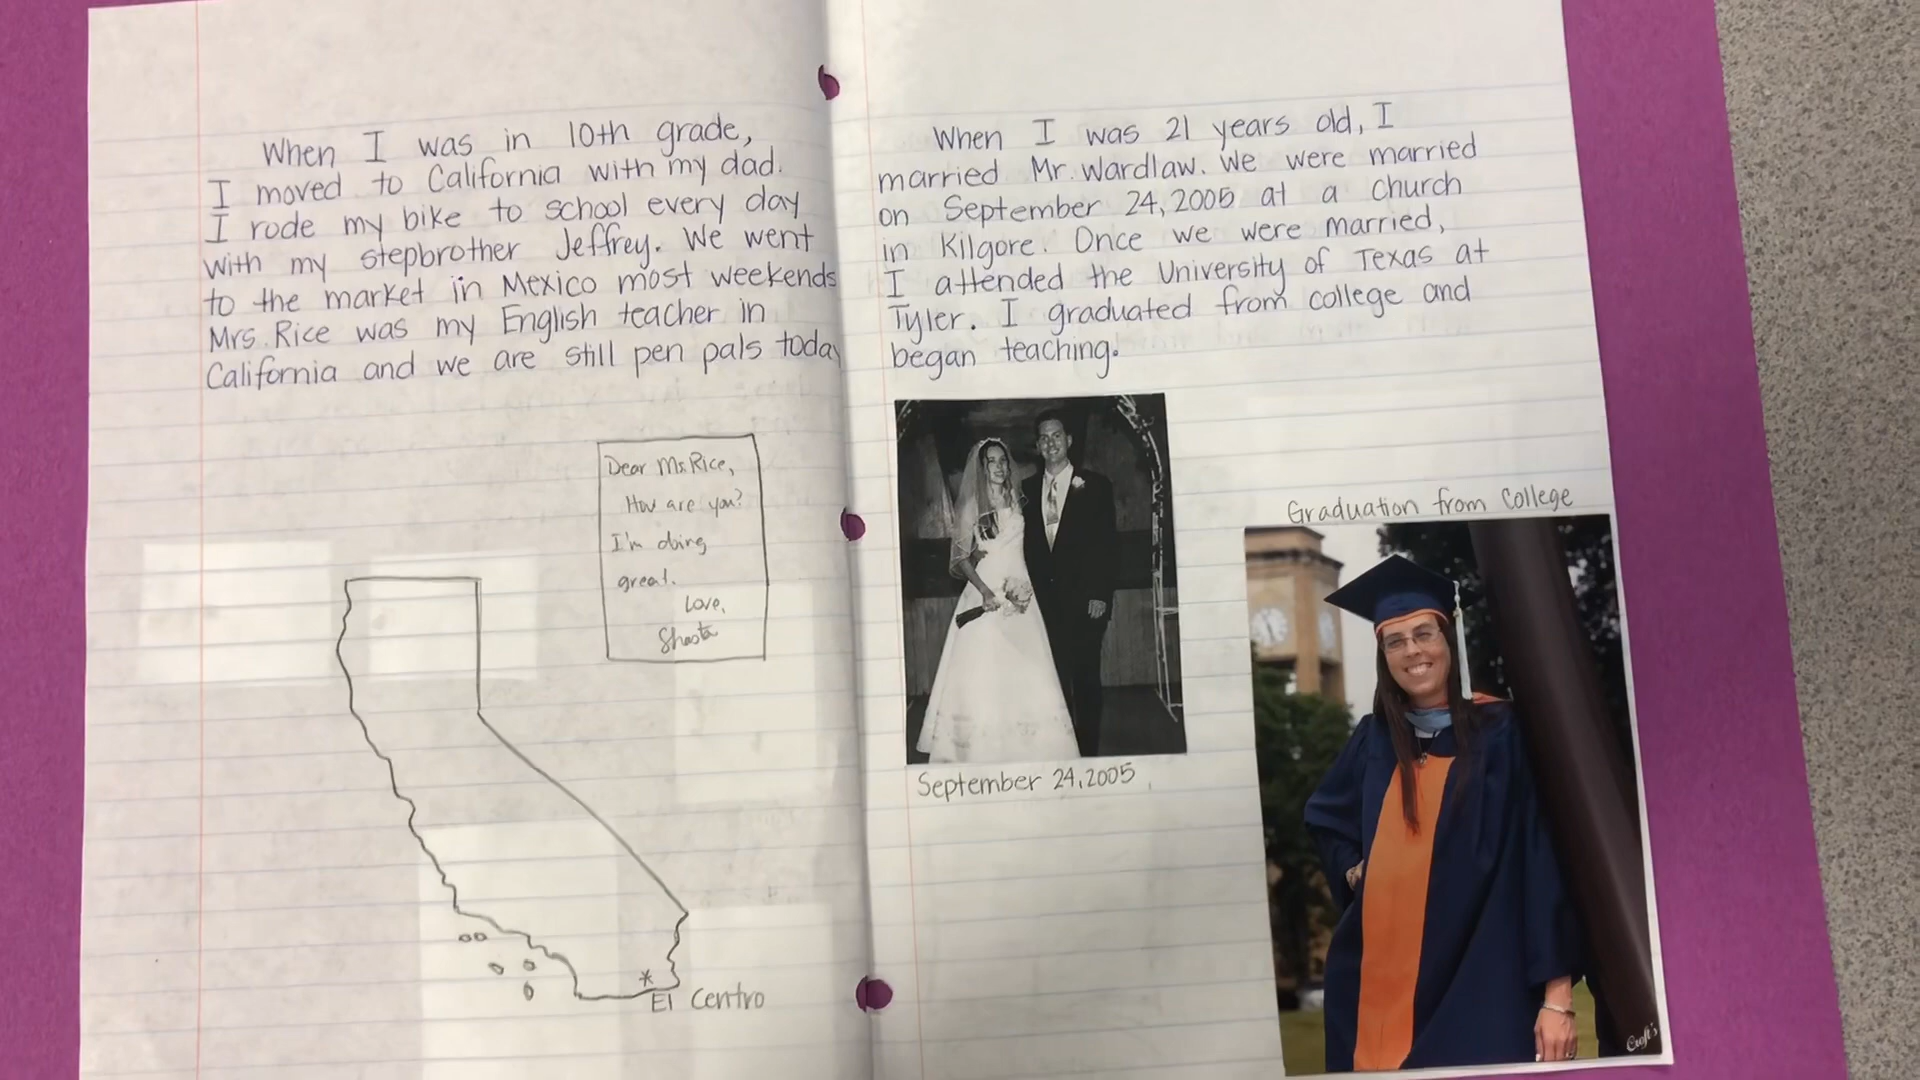 When I was in 10th grade,
I moved to California with my dad.
I rode my bike to school every day
with my stepbrother Jeffrey. We went
to the market in Mexico most weekends
Mrs. Rice was my English teacher in
California and we are still pen pals today
Dear Ms. Rice,
How are you?
I'm doing
great.
Love,
Shasta
* El Centro
When I was 21 years old, I
married Mr. Wardlaw. We were married
on September 24, 2005 at a church
in Kilgore. Once we were married,
I attended the University of Texas at
Tyler. I graduated from college and
began teaching.
September 24, 2005
Graduation from College
Croft's